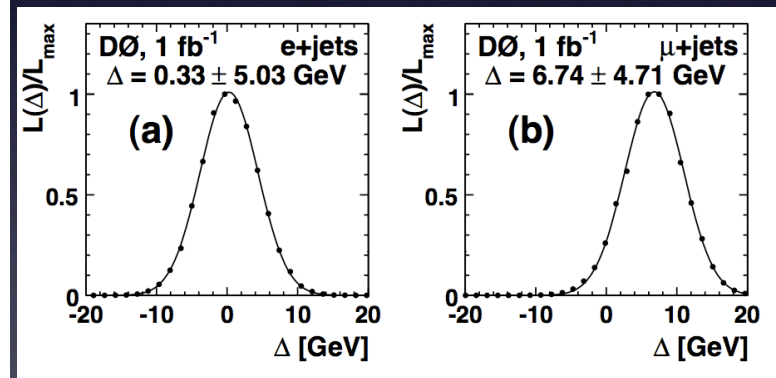 DØ, 1 fb⁻¹ e+jets
Δ = 0.33 ± 5.03 GeV
(a)
L(Δ)/Lmax
1
0.5
0
-20 -10 0 10 20
Δ [GeV]
DØ, 1 fb⁻¹ μ+jets
Δ = 6.74 ± 4.71 GeV
(b)
L(Δ)/Lmax
1
0.5
0
-20 -10 0 10 20
Δ [GeV]